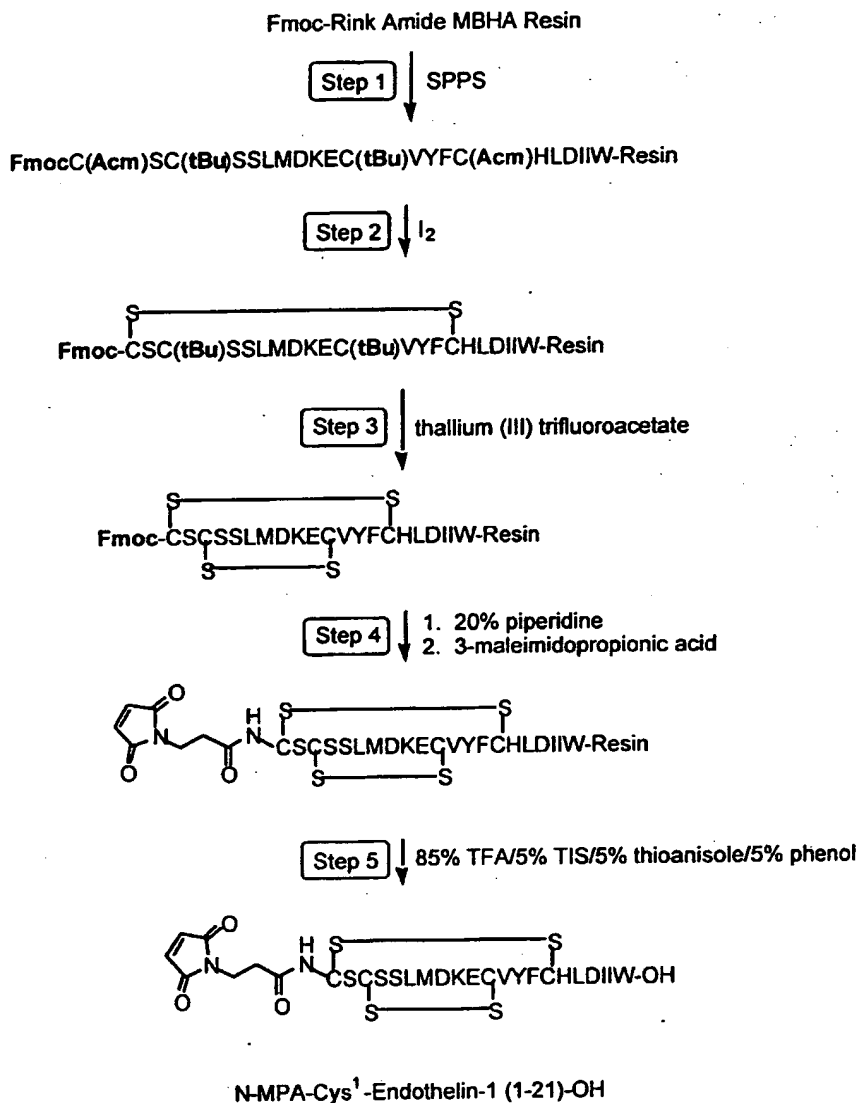 Fmoc-Rink Amide MBHA Resin
Step 1
SPPS
FmocC(Acm)SC(tBu)SSLMDKEC(tBu)VYFC(Acm)HLDIIW-Resin
Step 2
I2
S S
Fmoc-CSC(tBu)SSLMDKEC(tBu)VYFCHLDIIW-Resin
Step 3
thallium (III) trifluoroacetate
S S
Fmoc-CSCSSLMDKECVYFCHLDIIW-Resin
S S
Step 4
1. 20% piperidine
2. 3-maleimidopropionic acid
O
N
O
O
H
N
S S
CSCSSLMDKECVYFCHLDIIW-Resin
S S
Step 5
85% TFA/5% TIS/5% thioanisole/5% phenol
O
N
O
O
H
N
S S
CSCSSLMDKECVYFCHLDIIW-OH
S S
N-MPA-Cys1-Endothelin-1 (1-21)-OH